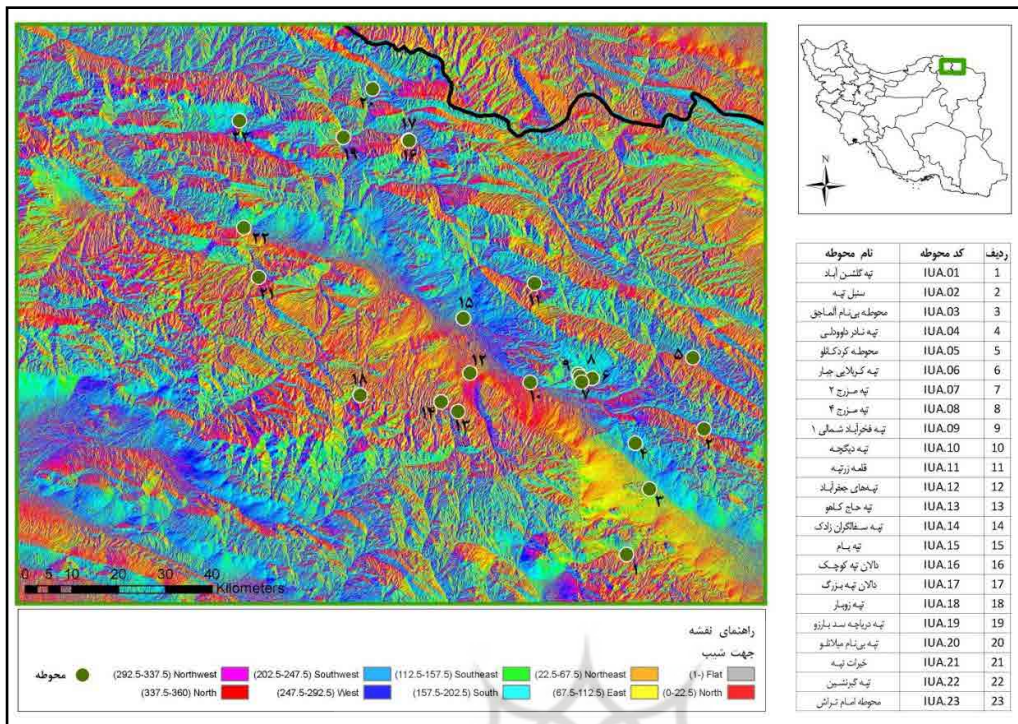 ۲۰
۲۳
۱۹
۱۷
۱۶
۲۲
۲۱
۱۱
۱۵
۱۲
۱۸
۱۴
۱۳
۱۰
۹
۸
۷
۶
۵
۲
۴
۳
۱
0 5 10 20 30 40
Kilometers
N
ردیف کد محوطه نام محوطه
1 IUA.01 تپه گلشن آباد
2 IUA.02 سنبل تپه
3 IUA.03 محوطه بی‌نام آلماجق
4 IUA.04 تپه نادر داوودلی
5 IUA.05 محوطه کردکانلو
6 IUA.06 تپه کربلایی جبار
7 IUA.07 تپه مزرج ۲
8 IUA.08 تپه مزرج ۴
9 IUA.09 تپه فخرآباد شمالی ۱
10 IUA.10 تپه دیگچه
11 IUA.11 قلعه زرتپه
12 IUA.12 تپه‌های جعفرآباد
13 IUA.13 تپه حاج کاهو
14 IUA.14 تپه سفالگران زادک
15 IUA.15 تپه یام
16 IUA.16 دالان تپه کوچک
17 IUA.17 دالان تپه بزرگ
18 IUA.18 تپه زوبار
19 IUA.19 تپه دریاچه سد بارزو
20 IUA.20 تپه بی‌نام میلانلو
21 IUA.21 خیرات تپه
22 IUA.22 تپه گبرنشین
23 IUA.23 محوطه امام تراش
راهنمای نقشه
جهت شیب
(-1) Flat
(22.5-67.5) Northeast
(112.5-157.5) Southeast
(202.5-247.5) Southwest
(292.5-337.5) Northwest
محوطه
(0-22.5) North
(67.5-112.5) East
(157.5-202.5) South
(247.5-292.5) West
(337.5-360) North